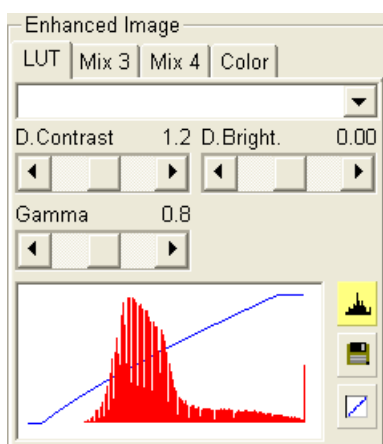 Enhanced Image
LUT Mix 3 Mix 4 Color
D.Contrast 1.2 D.Bright. 0.00
Gamma 0.8